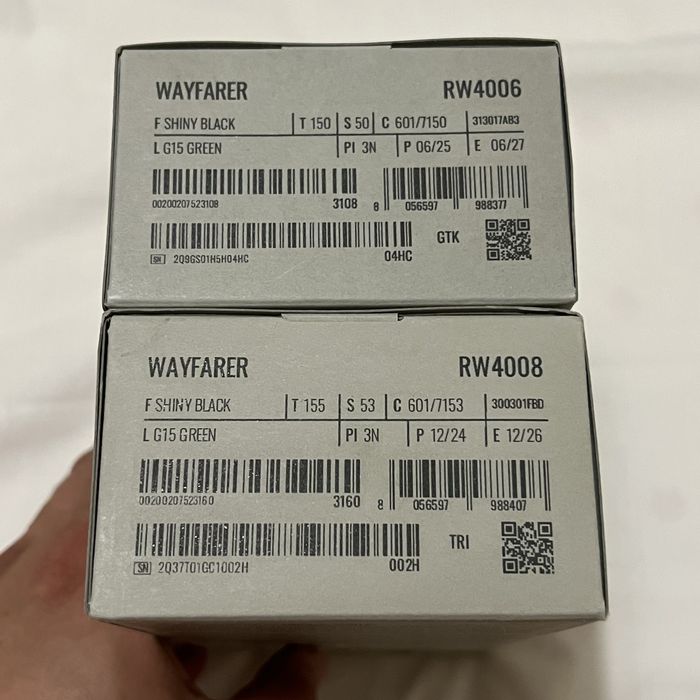 WAYFARER RW4006
F SHINY BLACK T 150 S 50 C 601/7150 313017AB3
L G15 GREEN PI 3N P 06/25 E 06/27
00200207523108 3108 8 056597 988377
SN 2Q9GS01H5H04HC 04HC GTK
WAYFARER RW4008
F SHINY BLACK T 155 S 53 C 601/7153 300301FBD
L G15 GREEN PI 3N P 12/24 E 12/26
00200207523160 3160 8 056597 988407
SN 2Q37T01GC1002H 002H TRI